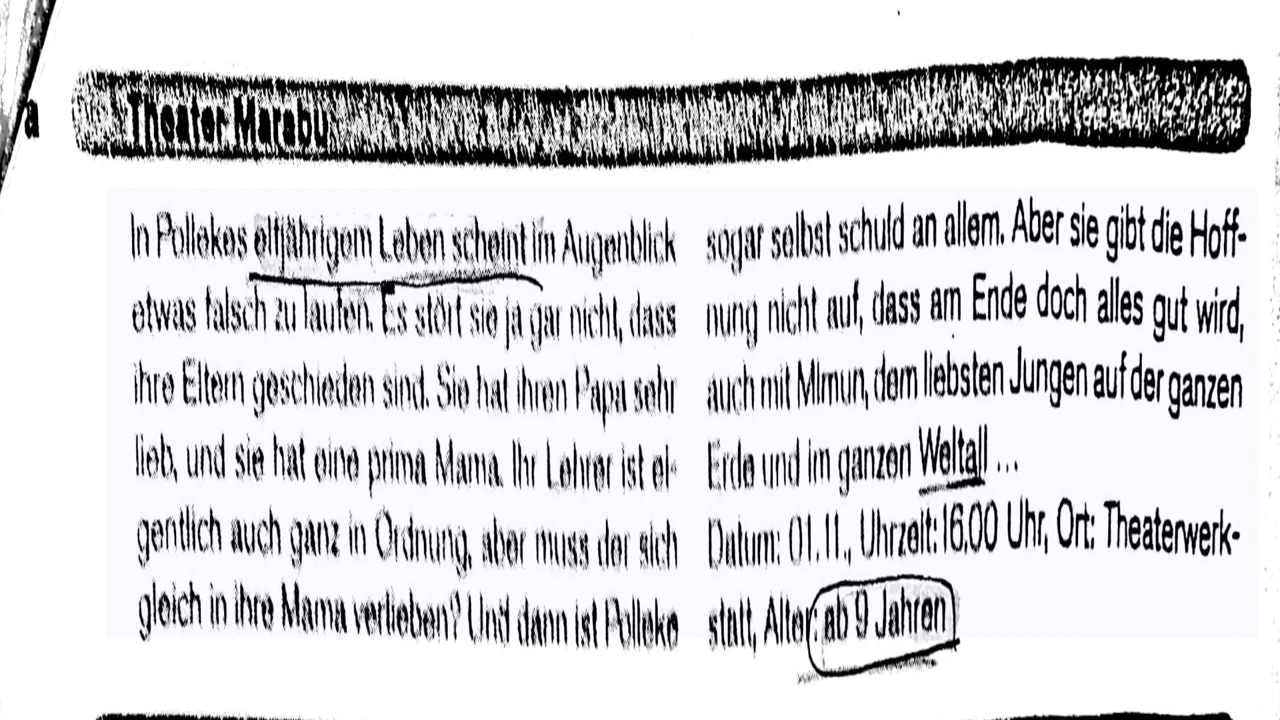 a
Theater Marabu
In Pollekes elfjährigem Leben scheint im Augenblick
etwas falsch zu laufen. Es stört sie ja gar nicht, dass
ihre Eltern geschieden sind. Sie hat ihren Papa sehr
lieb, und sie hat eine prima Mama. Ihr Lehrer ist ei-
gentlich auch ganz in Ordnung, aber muss der sich
gleich in ihre Mama verlieben? Und dann ist Polleke
sogar selbst schuld an allem. Aber sie gibt die Hoff-
nung nicht auf, dass am Ende doch alles gut wird,
auch mit Mimun, dem liebsten Jungen auf der ganzen
Erde und im ganzen Weltall ...
Datum: 01.11., Uhrzeit: 16.00 Uhr, Ort: Theaterwerk-
statt, Alter: ab 9 Jahren